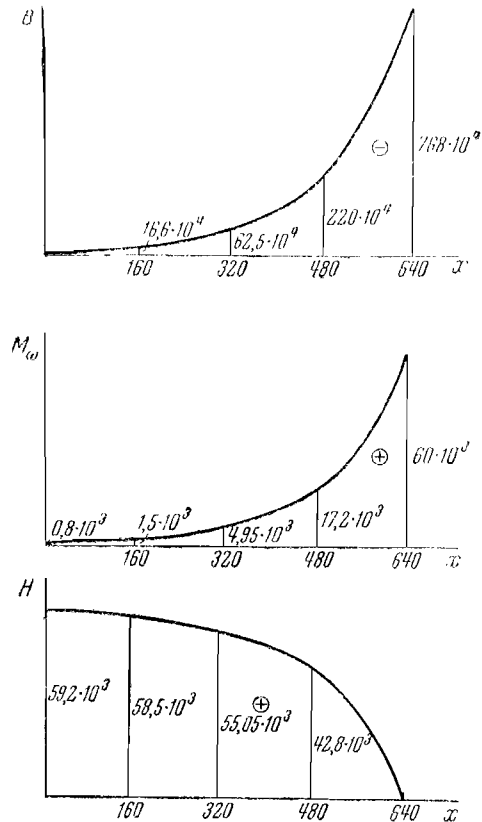 B
⊖
768·10⁴
220·10⁴
16,6·10⁴
62,5·10⁴
160 320 480 640 x
Mω
⊕
60·10³
0,8·10³
1,5·10³
4,95·10³
17,2·10³
160 320 480 640 x
H
59,2·10³
58,5·10³
⊕
55,05·10³
42,8·10³
160 320 480 640 x